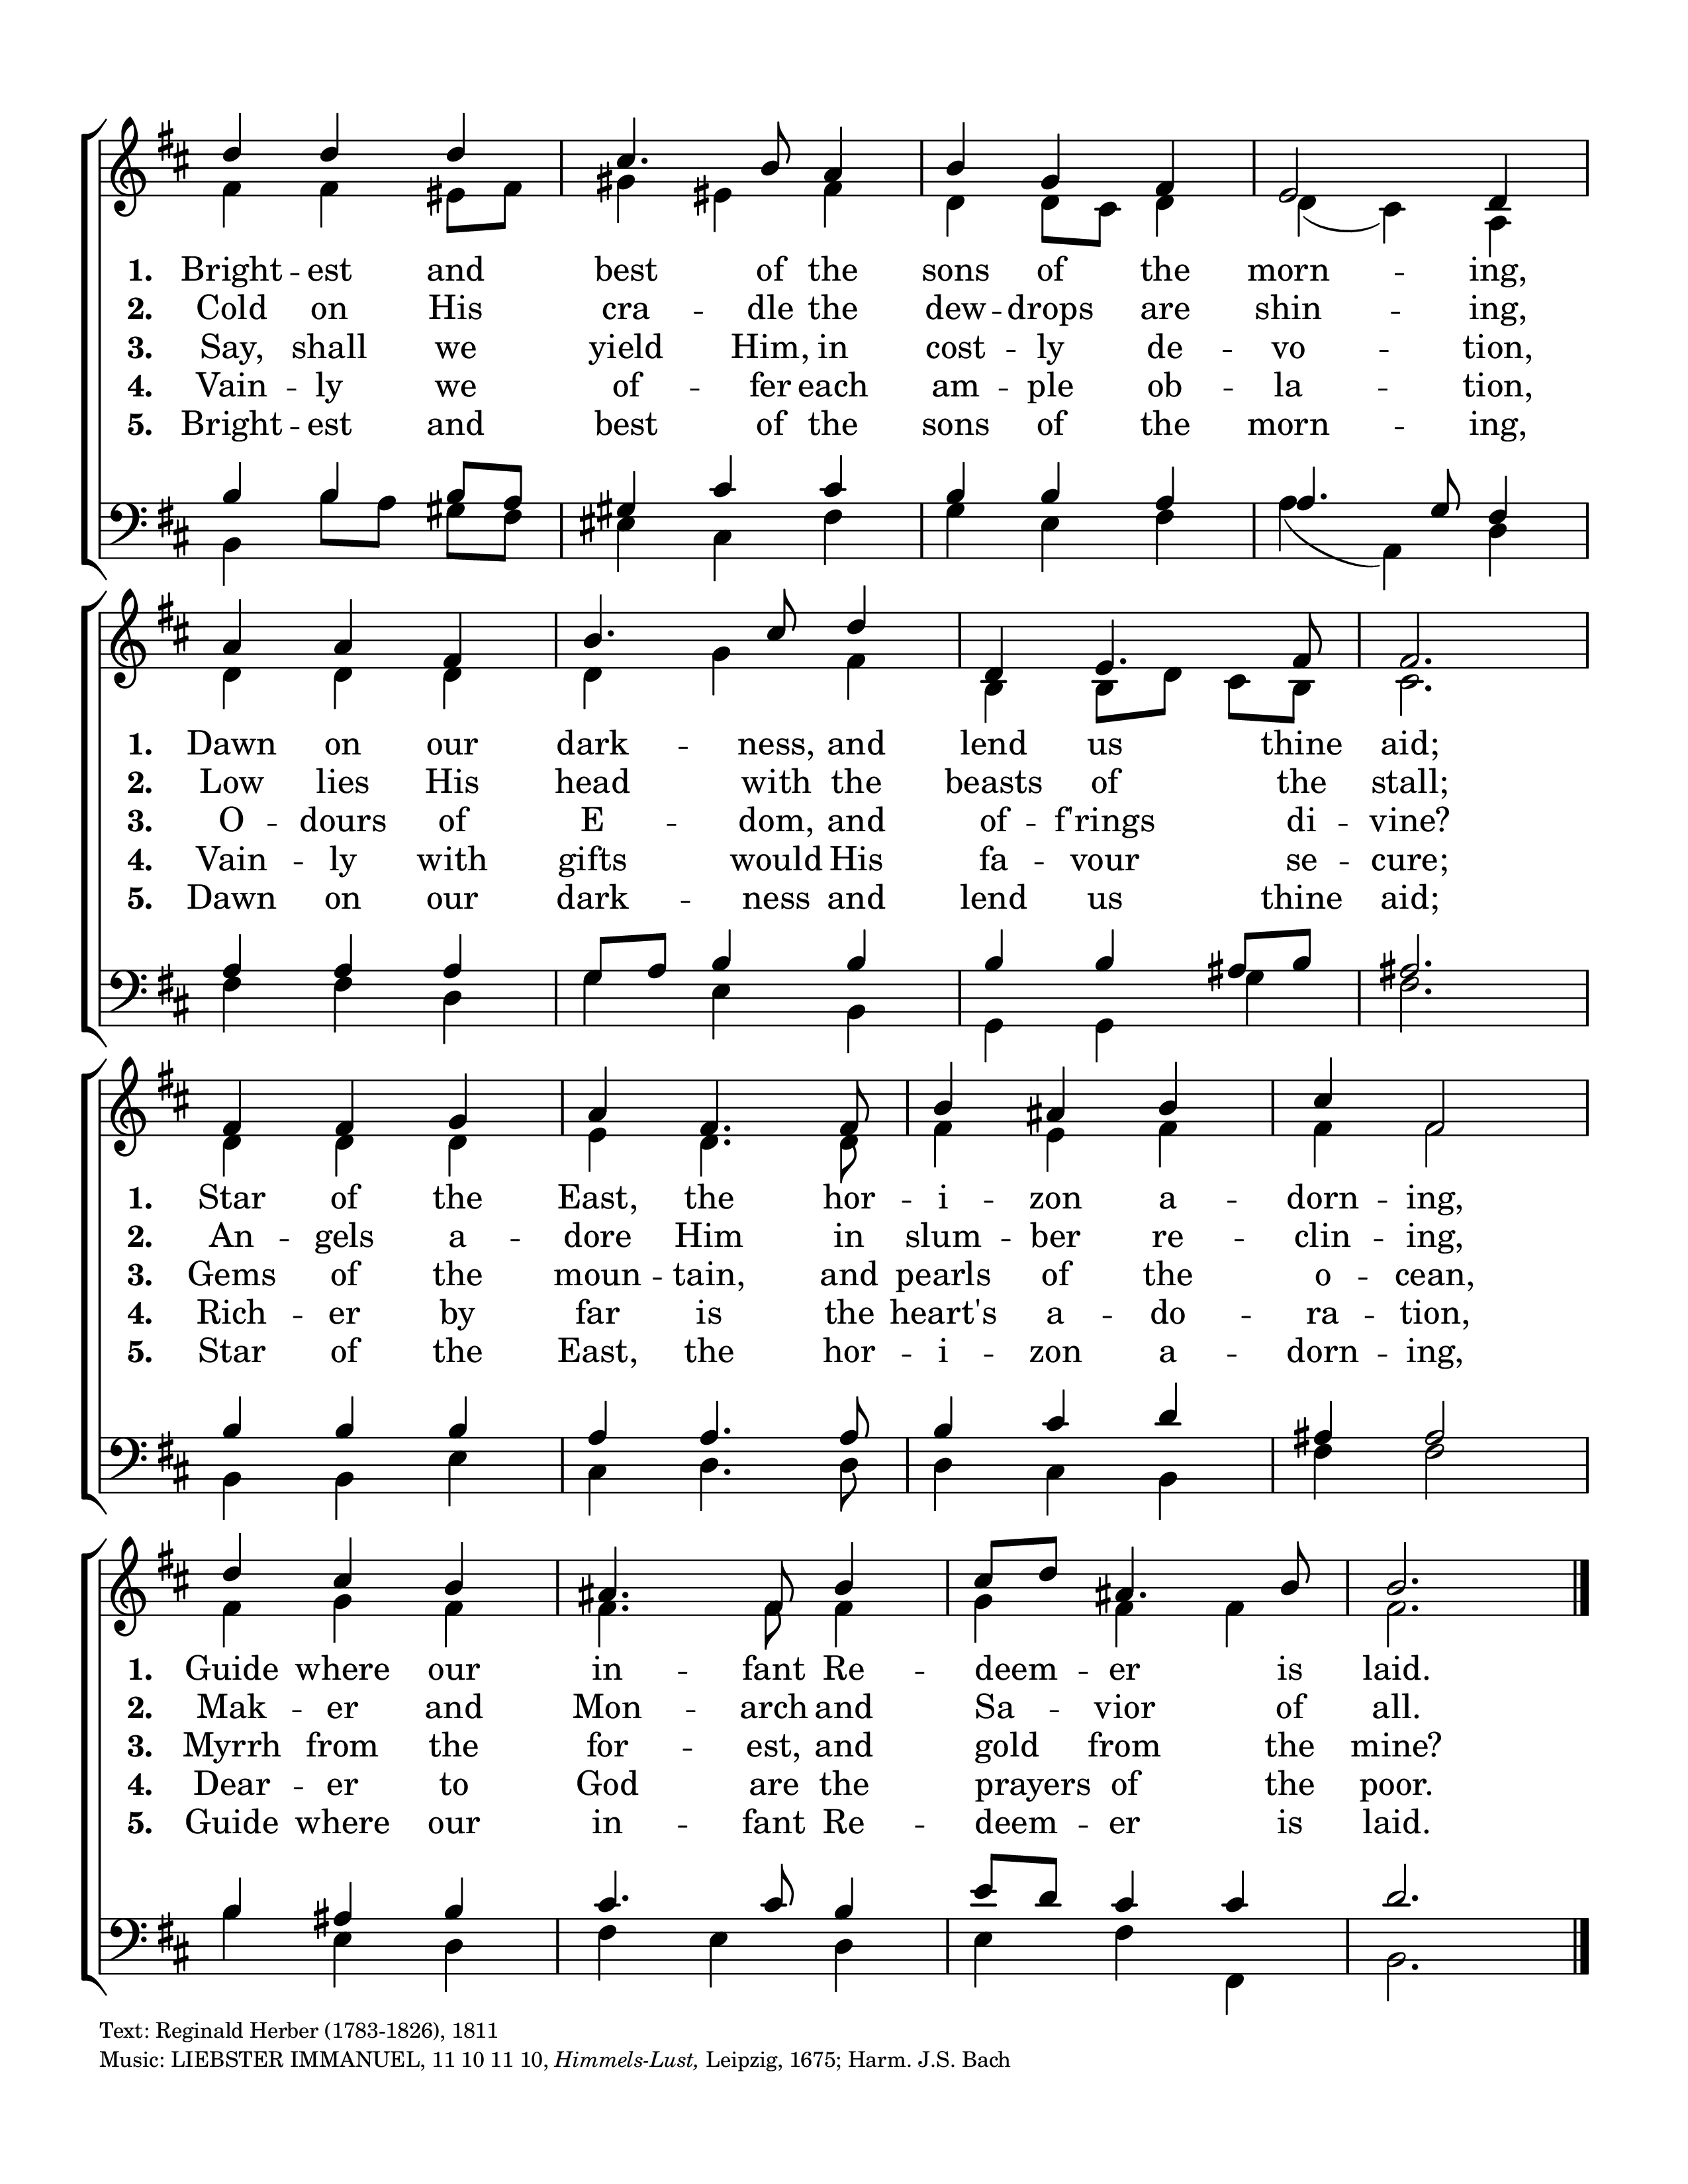 1. Bright -- est and best of the sons of the morn -- ing,
2. Cold on His cra -- dle the dew -- drops are shin -- ing,
3. Say, shall we yield Him, in cost -- ly de -- vo -- tion,
4. Vain -- ly we of -- fer each am -- ple ob -- la -- tion,
5. Bright -- est and best of the sons of the morn -- ing,
1. Dawn on our dark -- ness, and lend us thine aid;
2. Low lies His head with the beasts of the stall;
3. O -- dours of E -- dom, and of -- f'rings di -- vine?
4. Vain -- ly with gifts would His fa -- vour se -- cure;
5. Dawn on our dark -- ness and lend us thine aid;
1. Star of the East, the hor -- i -- zon a -- dorn -- ing,
2. An -- gels a -- dore Him in slum -- ber re -- clin -- ing,
3. Gems of the moun -- tain, and pearls of the o -- cean,
4. Rich -- er by far is the heart's a -- do -- ra -- tion,
5. Star of the East, the hor -- i -- zon a -- dorn -- ing,
1. Guide where our in -- fant Re -- deem -- er is laid.
2. Mak -- er and Mon -- arch and Sa -- vior of all.
3. Myrrh from the for -- est, and gold from the mine?
4. Dear -- er to God are the prayers of the poor.
5. Guide where our in -- fant Re -- deem -- er is laid.
Text: Reginald Herber (1783-1826), 1811
Music: LIEBSTER IMMANUEL, 11 10 11 10, Himmels-Lust, Leipzig, 1675; Harm. J.S. Bach